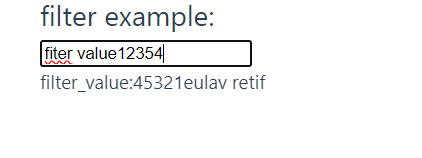 filter example:
fiter value12354
filter_value:45321eulav retif